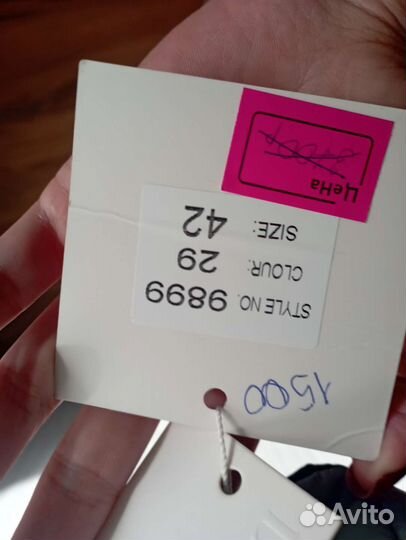 1500
STYLE NO. 9899
CLOUR: 29
SIZE: 42
Цена
Avito